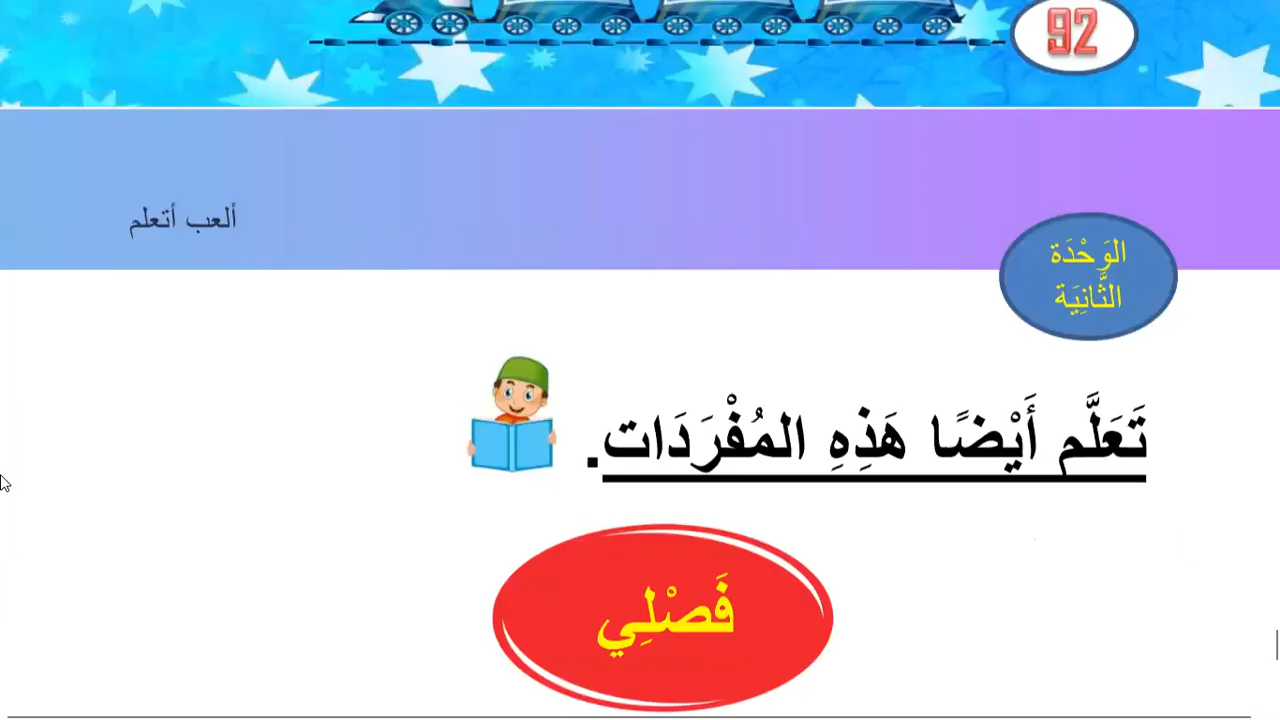 92
ألعب أتعلم
الوَحْدَة
الثَّانِيَة
تَعَلَّم أَيْضًا هَذِهِ المُفْرَدَات.
فَصْلِي